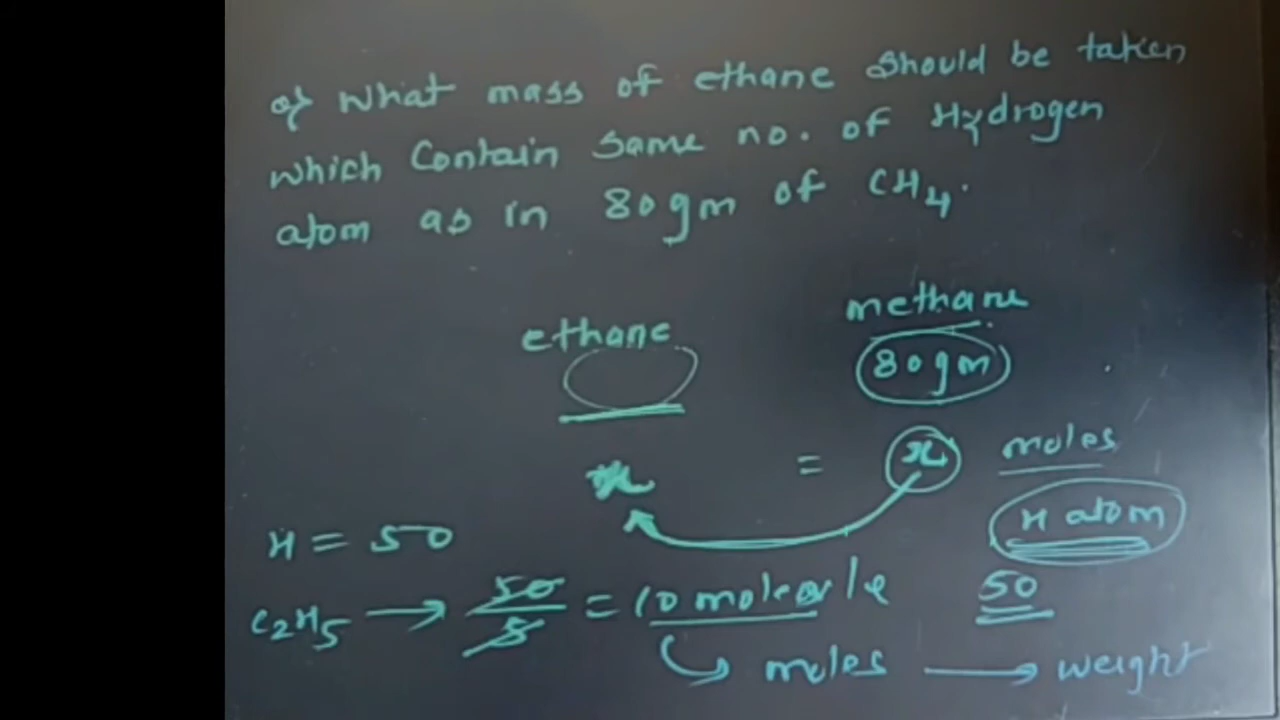 Q What mass of ethane should be taken
which contain same no. of Hydrogen
atom as in 80gm of CH4.
ethane methane
80gm
x = x moles
H atom
H = 50
C2H5 → 50/5 = 10 molecule 50
moles → weight